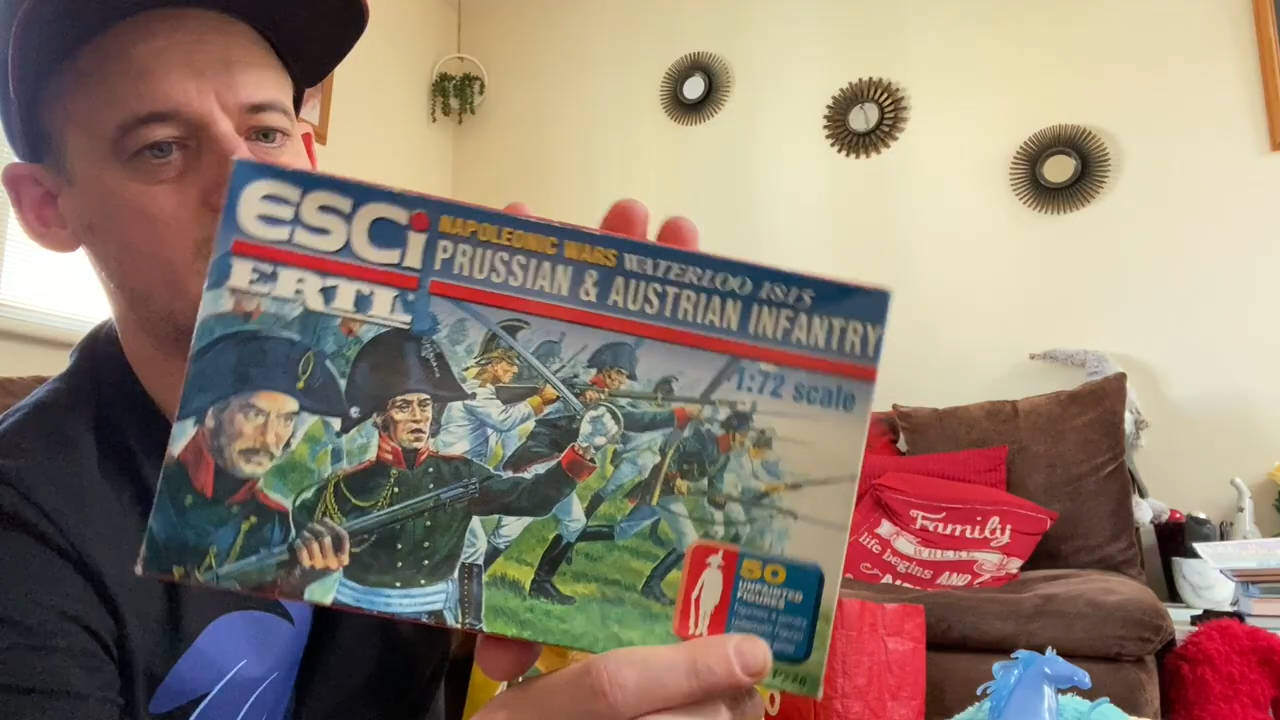 ESCi
ERTL
NAPOLEONIC WARS WATERLOO 1815
PRUSSIAN & AUSTRIAN INFANTRY
1:72 scale
50
UNPAINTED
FIGURES
Family
WHERE
life begins AND